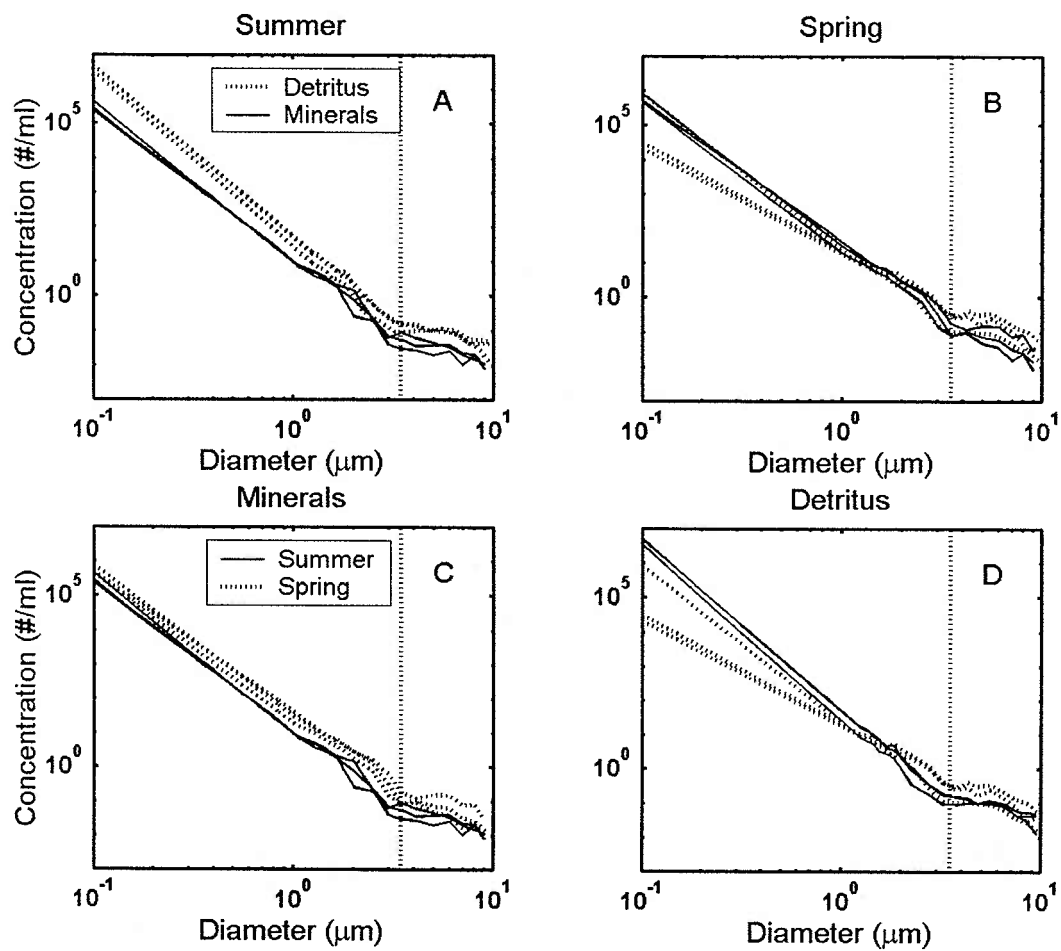 Summer
Concentration (#/ml)
10^5
10^0
Detritus
Minerals
A
10^-1
10^0
10^1
Diameter (μm)
Spring
10^5
10^0
B
10^-1
10^0
10^1
Diameter (μm)
Minerals
Concentration (#/ml)
10^5
10^0
Summer
Spring
C
10^-1
10^0
10^1
Diameter (μm)
Detritus
10^5
10^0
D
10^-1
10^0
10^1
Diameter (μm)